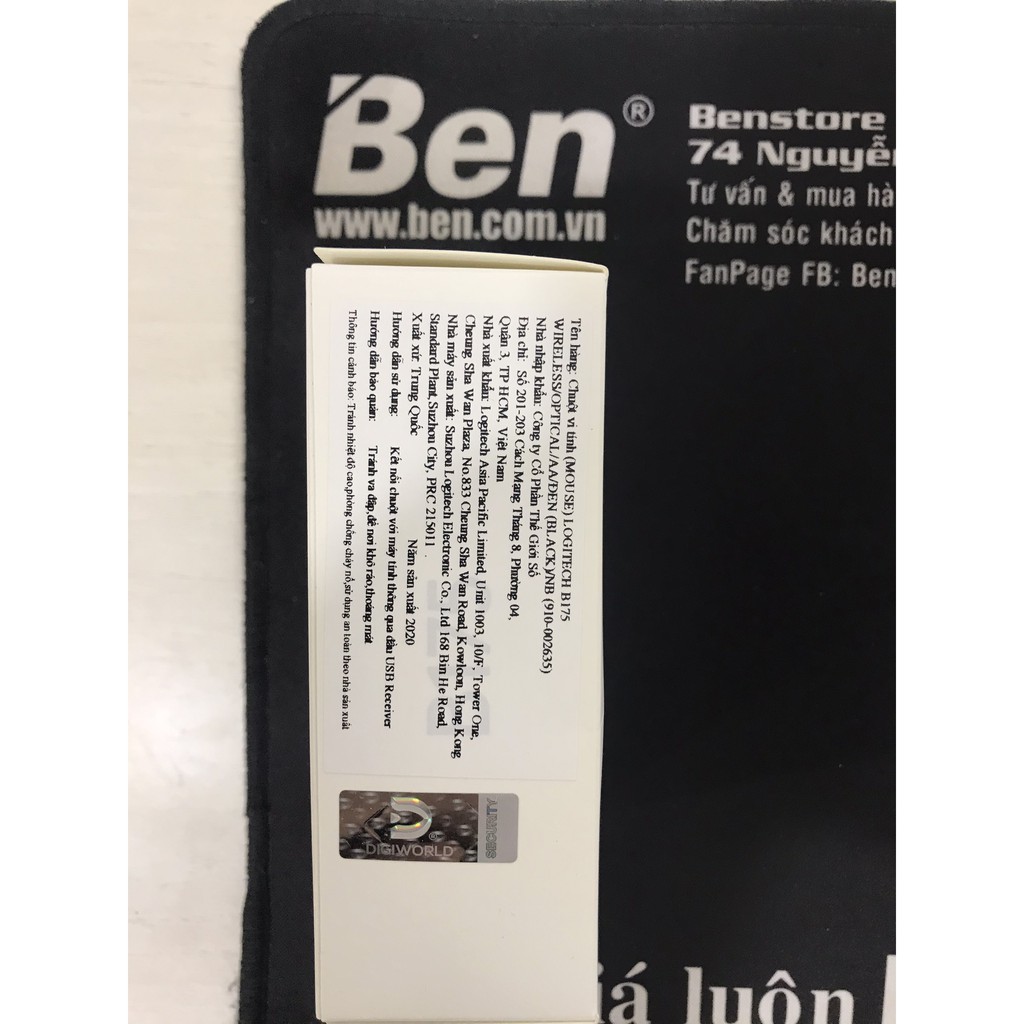 Ben®
www.ben.com.vn
Benstore
74 Nguyễ
Tư vấn & mua hà
Chăm sóc khách
FanPage FB: Ben
Tên hàng: Chuột vi tính (MOUSE) LOGITECH B175
WIRELESS/OPTICAL/AA/ĐEN (BLACK)/NB (910-002635)
Nhà nhập khẩu: Công ty Cổ Phần Thế Giới Số
Địa chỉ: Số 201-203 Cách Mạng Tháng 8, Phường 04,
Quận 3, TP HCM, Việt Nam
Nhà xuất khẩu: Logitech Asia Pacific Limited, Unit 1003, 10/F, Tower One,
Cheung Sha Wan Plaza, No.833 Cheung Sha Wan Road, Kowloon, Hong Kong
Nhà máy sản xuất: Suzhou Logitech Electronic Co., Ltd 168 Bin He Road,
Standard Plant, Suzhou City, PRC 215011 .
Xuất xứ: Trung Quốc Năm sản xuất 2020
Hướng dẫn sử dụng: Kết nối chuột với máy tính thông qua đầu USB Receiver
Hướng dẫn bảo quản: Tránh va đập,để nơi khô ráo,thoáng mát
Thông tin cảnh báo: Tránh nhiệt độ cao,phòng chống cháy nổ,sử dụng an toàn theo nhà sản xuất
SECURITY
DIGIWORLD
iá luôn